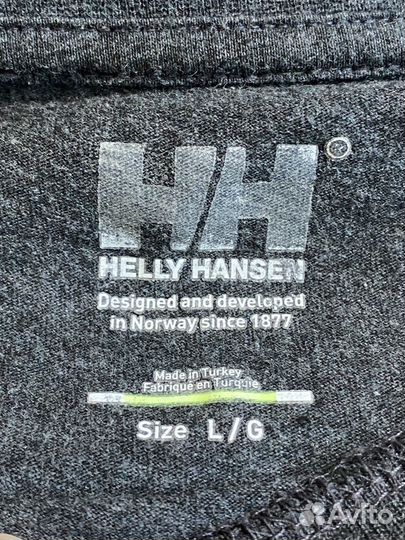 HH
HELLY HANSEN
Designed and developed
in Norway since 1877
Made in Turkey
Fabriqué en Turquie
Size L/G
Avito